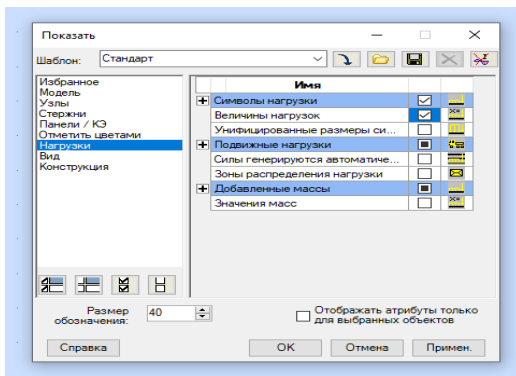 Показать
Шаблон:
Стандарт
Избранное
Модель
Узлы
Стержни
Панели / КЭ
Отметить цветами
Нагрузки
Вид
Конструкция
Имя
Символы нагрузки
Величины нагрузок
Унифицированные размеры си...
Подвижные нагрузки
Силы генерируются автоматиче...
Зоны распределения нагрузки
Добавленные массы
Значения масс
Размер
обозначения:
40
Отображать атрибуты только
для выбранных объектов
Справка
OK
Отмена
Примен.